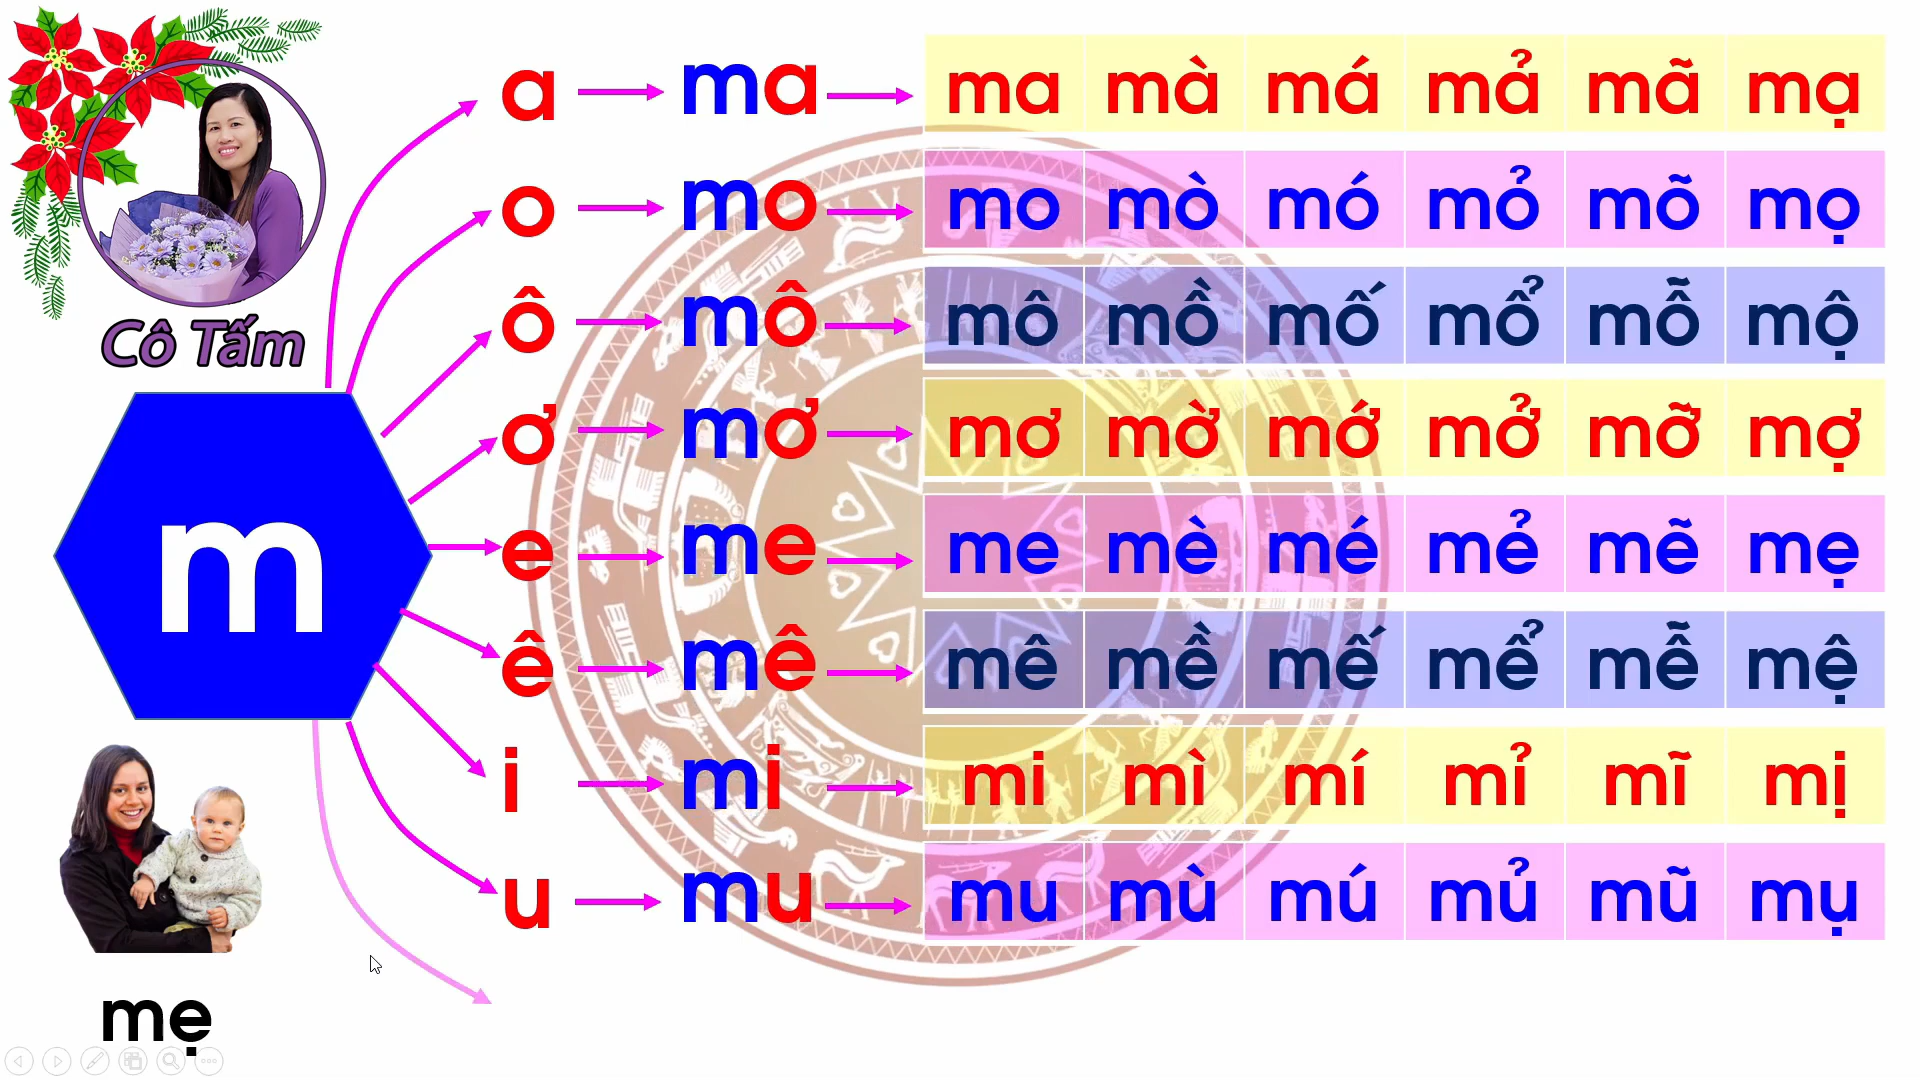 a ma ma mà má mả mã mạ
o mo mo mò mó mỏ mõ mọ
ô mô mô mồ mố mổ mỗ mộ
Cô Tấm
ơ mơ mơ mờ mớ mở mỡ mợ
e me me mè mé mẻ mẽ mẹ
m
ê mê mê mề mế mể mễ mệ
i mi mi mì mí mỉ mĩ mị
u mu mu mù mú mủ mũ mụ
mẹ